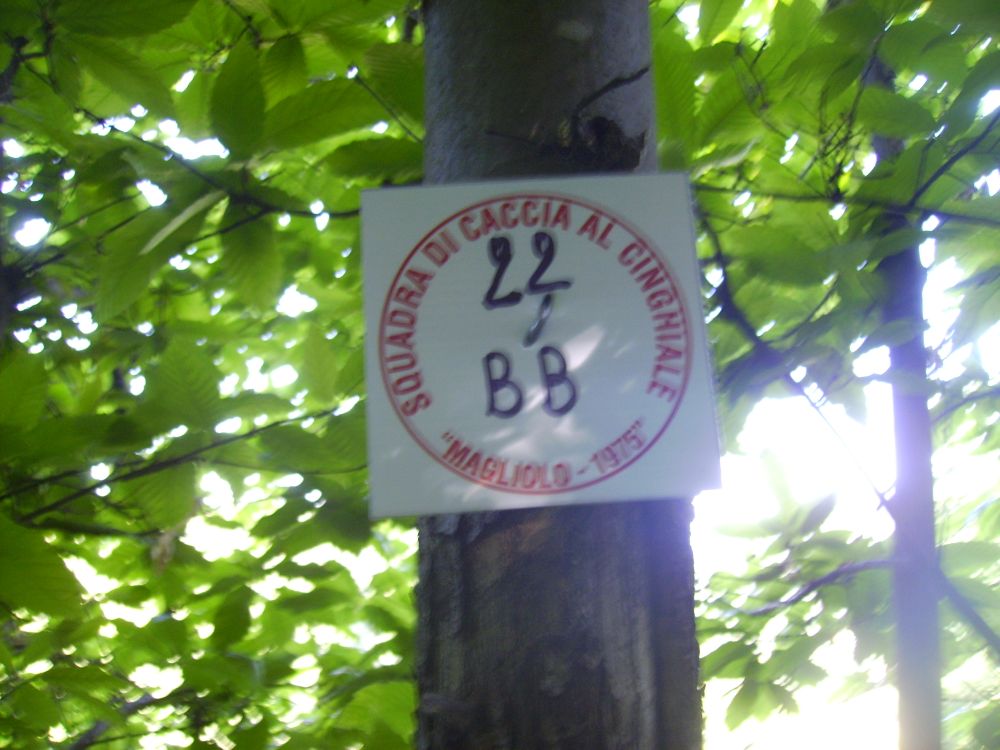 SQUADRA DI CACCIA AL CINGHIALE
22,
BB
"MAGLIOLO - 1975"